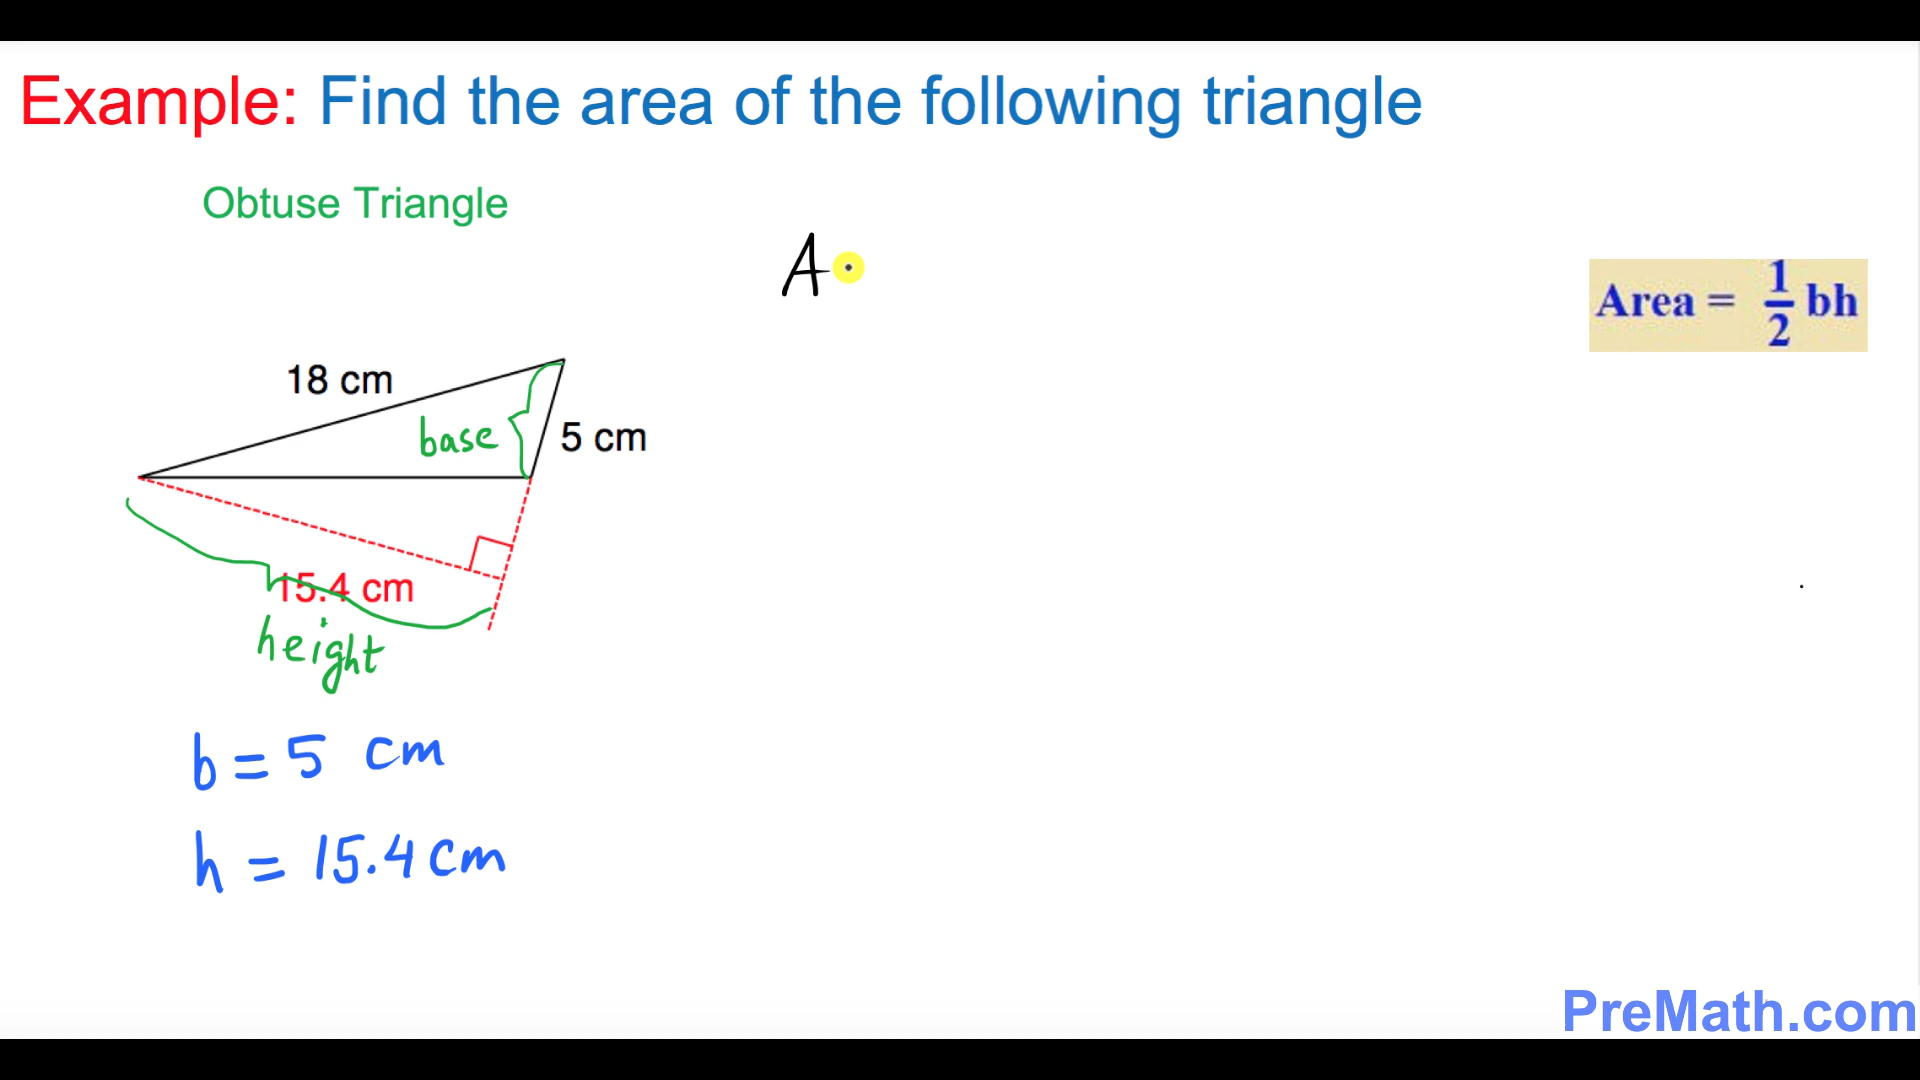 Example: Find the area of the following triangle
Obtuse Triangle
A
Area = 1/2 bh
18 cm
base
5 cm
15.4 cm
height
b = 5 cm
h = 15.4 cm
PreMath.com